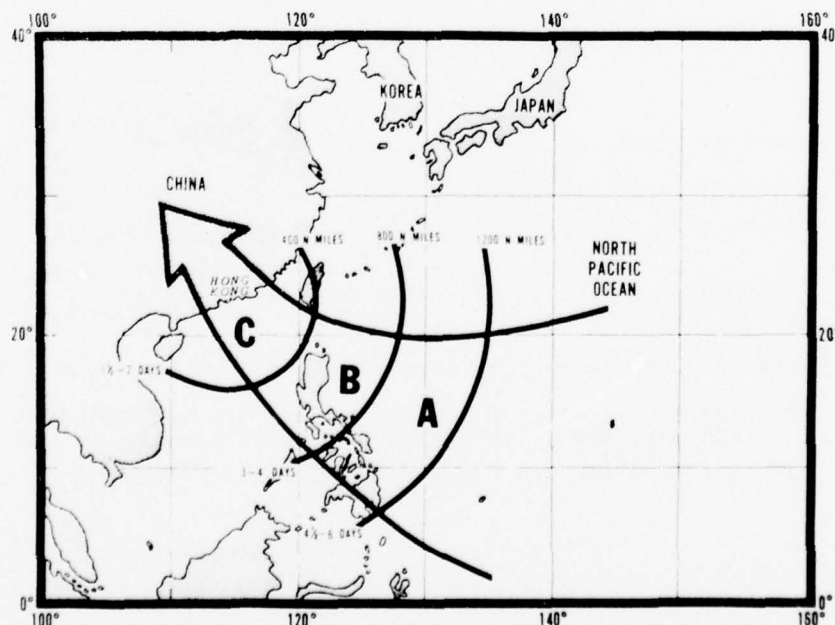 100° 120° 140° 160°
40° 40°
KOREA
JAPAN
CHINA
400 N MILES 800 N MILES 1200 N MILES
NORTH
PACIFIC
OCEAN
HONG
KONG
20° 20°
C
B
A
1½-2 DAYS
3-4 DAYS
4½-6 DAYS
0° 0°
100° 120° 140° 150°